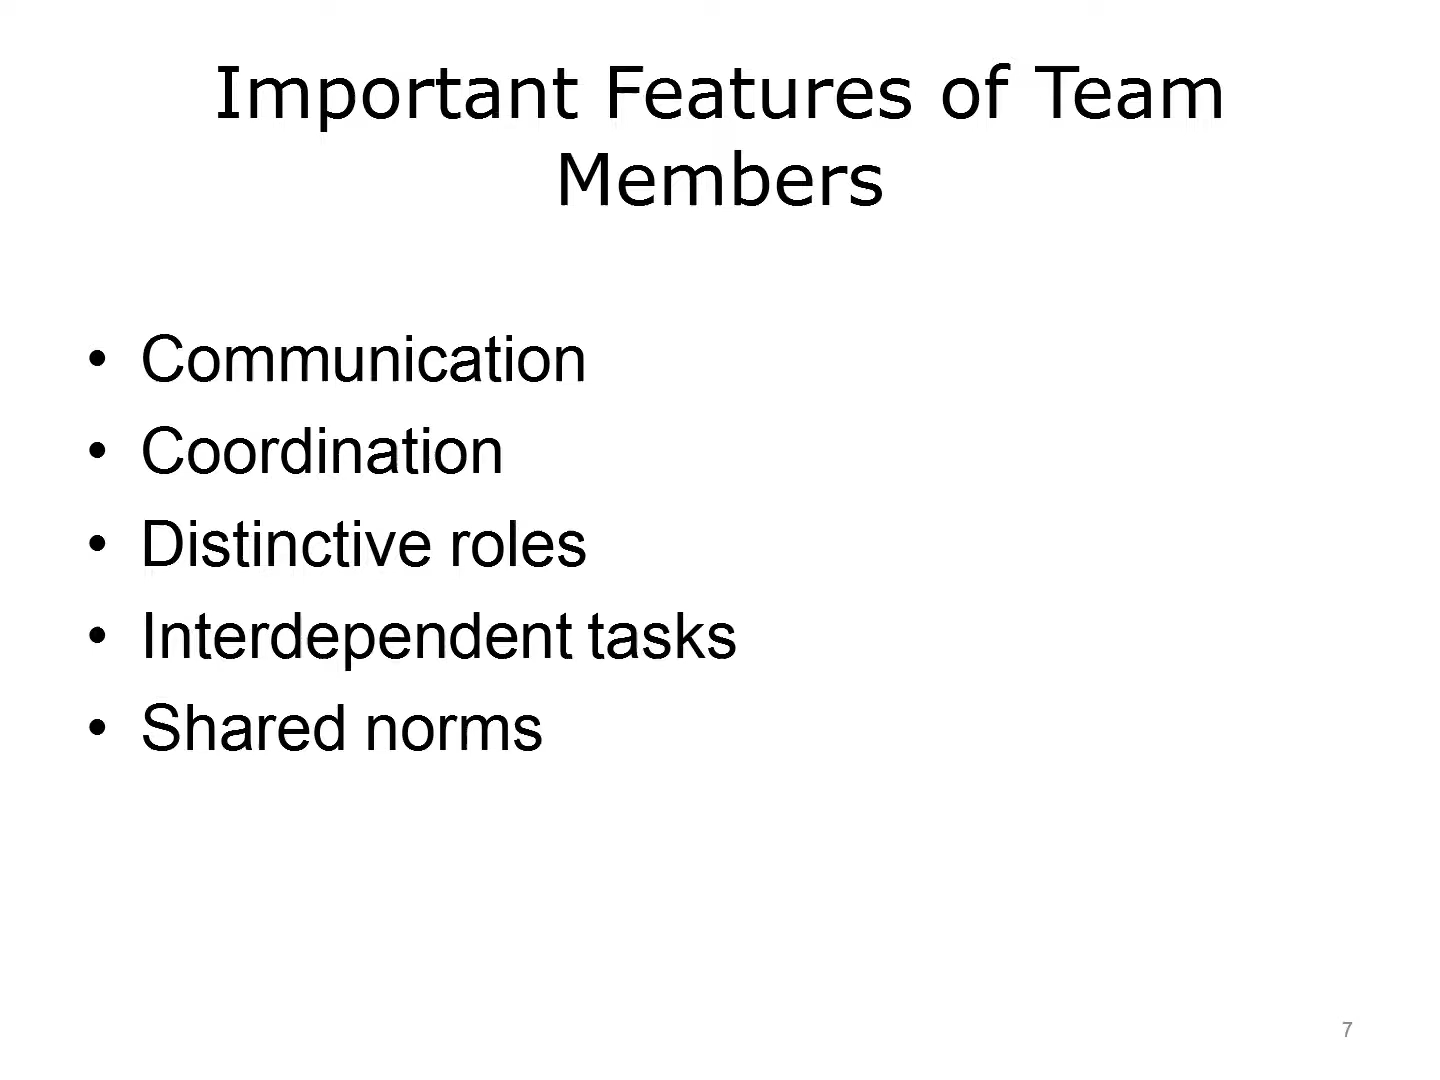 Important Features of Team
Members
• Communication
• Coordination
• Distinctive roles
• Interdependent tasks
• Shared norms
7